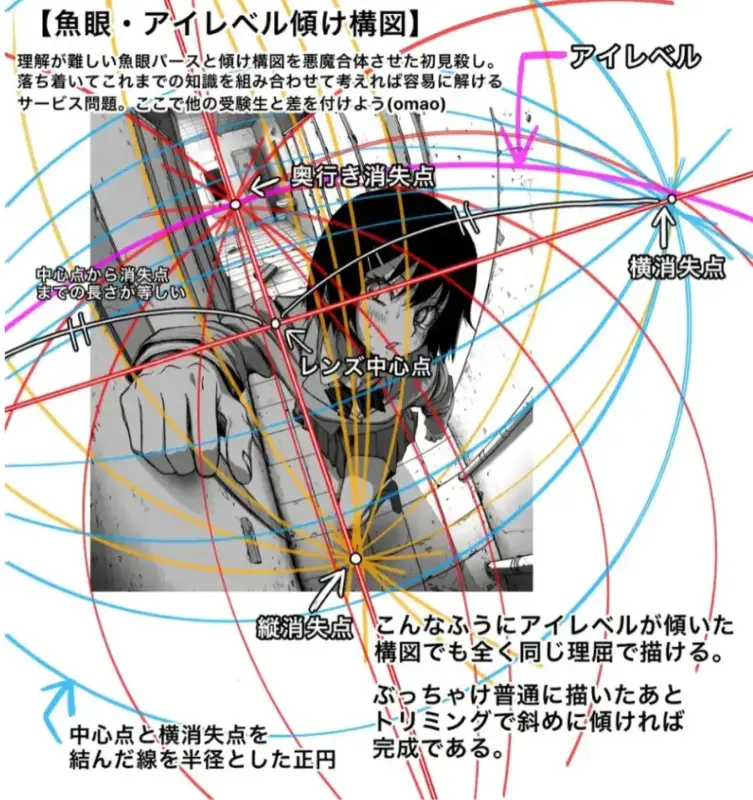 【魚眼・アイレベル傾け構図】
理解が難しい魚眼パースと傾け構図を悪魔合体させた初見殺し。
落ち着いてこれまでの知識を組み合わせて考えれば容易に解ける
サービス問題。ここで他の受験生と差を付けよう(omao)
アイレベル
奥行き消失点
横消失点
中心点から消失点
までの長さが等しい
レンズ中心点
縦消失点
こんなふうにアイレベルが傾いた
構図でも全く同じ理屈で描ける。
ぶっちゃけ普通に描いたあと
トリミングで斜めに傾ければ
完成である。
中心点と横消失点を
結んだ線を半径とした正円